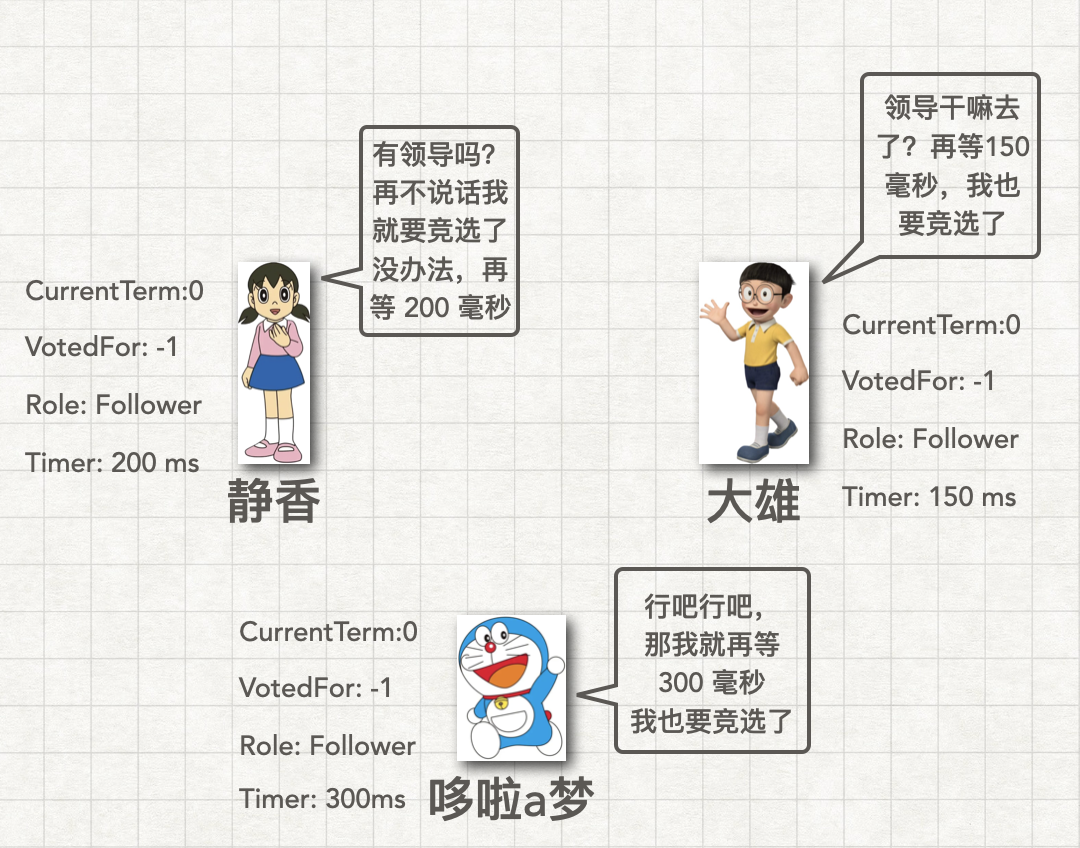 有领导吗?
再不说话我
就要竞选了
没办法，再
等 200 毫秒
CurrentTerm:0
VotedFor: -1
Role: Follower
Timer: 200 ms
静香
领导干嘛去
了？再等150
毫秒，我也
要竞选了
CurrentTerm:0
VotedFor: -1
Role: Follower
Timer: 150 ms
大雄
CurrentTerm:0
VotedFor: -1
Role: Follower
Timer: 300ms
哆啦a梦
行吧行吧，
那我就再等
300 毫秒
我也要竞选了